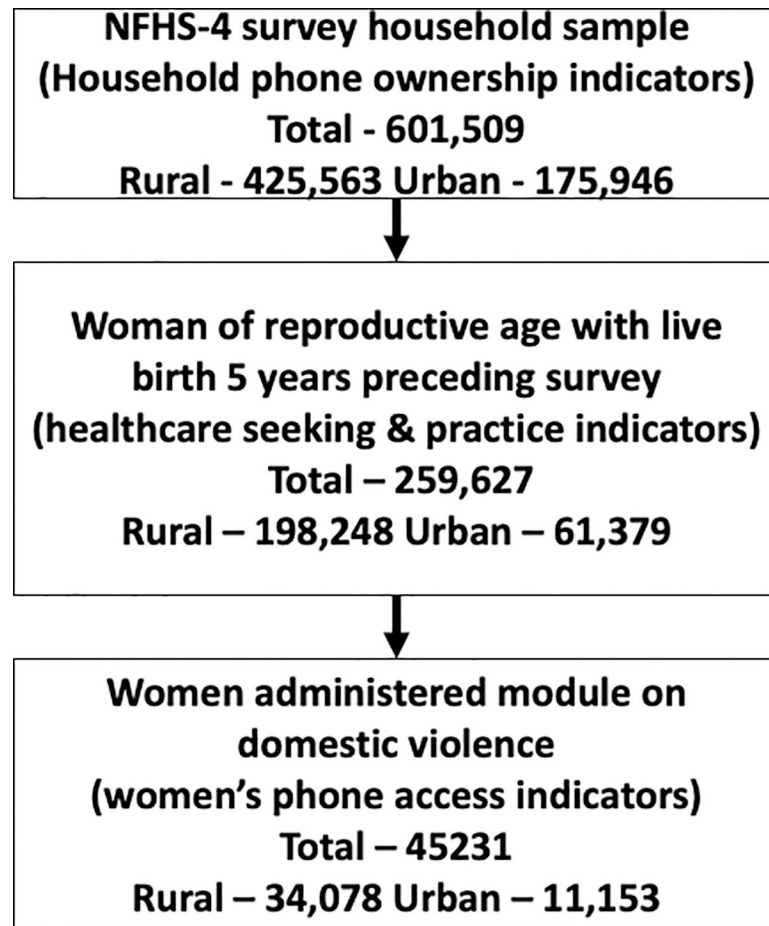 NFHS-4 survey household sample
(Household phone ownership indicators)
Total - 601,509
Rural - 425,563 Urban - 175,946
Woman of reproductive age with live
birth 5 years preceding survey
(healthcare seeking & practice indicators)
Total – 259,627
Rural – 198,248 Urban – 61,379
Women administered module on
domestic violence
(women’s phone access indicators)
Total – 45231
Rural – 34,078 Urban – 11,153